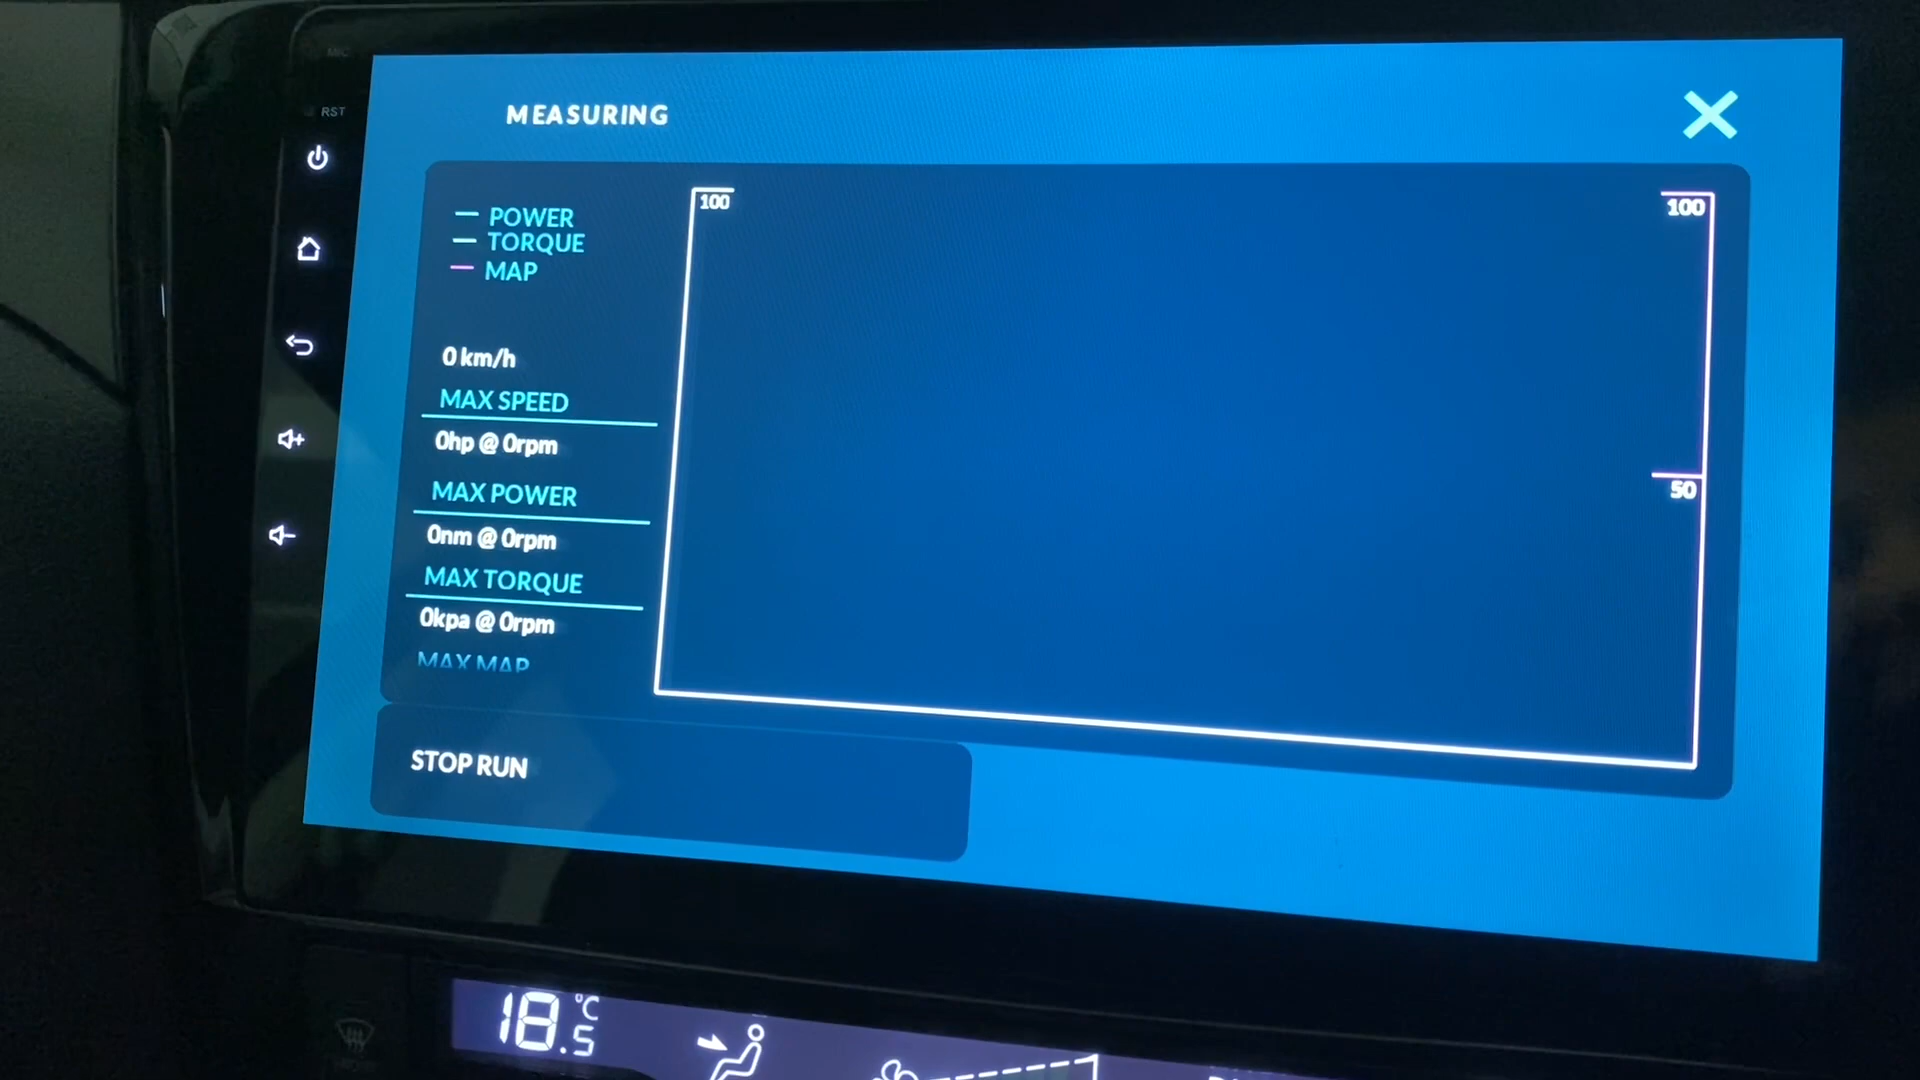 MIC
RST
MEASURING
POWER
TORQUE
MAP
0 km/h
MAX SPEED
0hp @ 0rpm
MAX POWER
0nm @ 0rpm
MAX TORQUE
0kpa @ 0rpm
MAX MAP
100
100
50
STOP RUN
18.5 °C